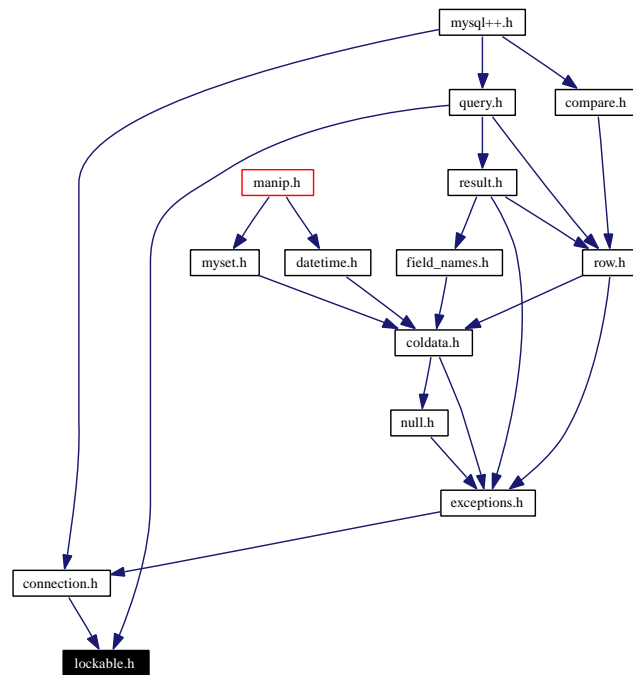 mysql++.h
query.h
compare.h
manip.h
result.h
myset.h
datetime.h
field_names.h
row.h
coldata.h
null.h
exceptions.h
connection.h
lockable.h